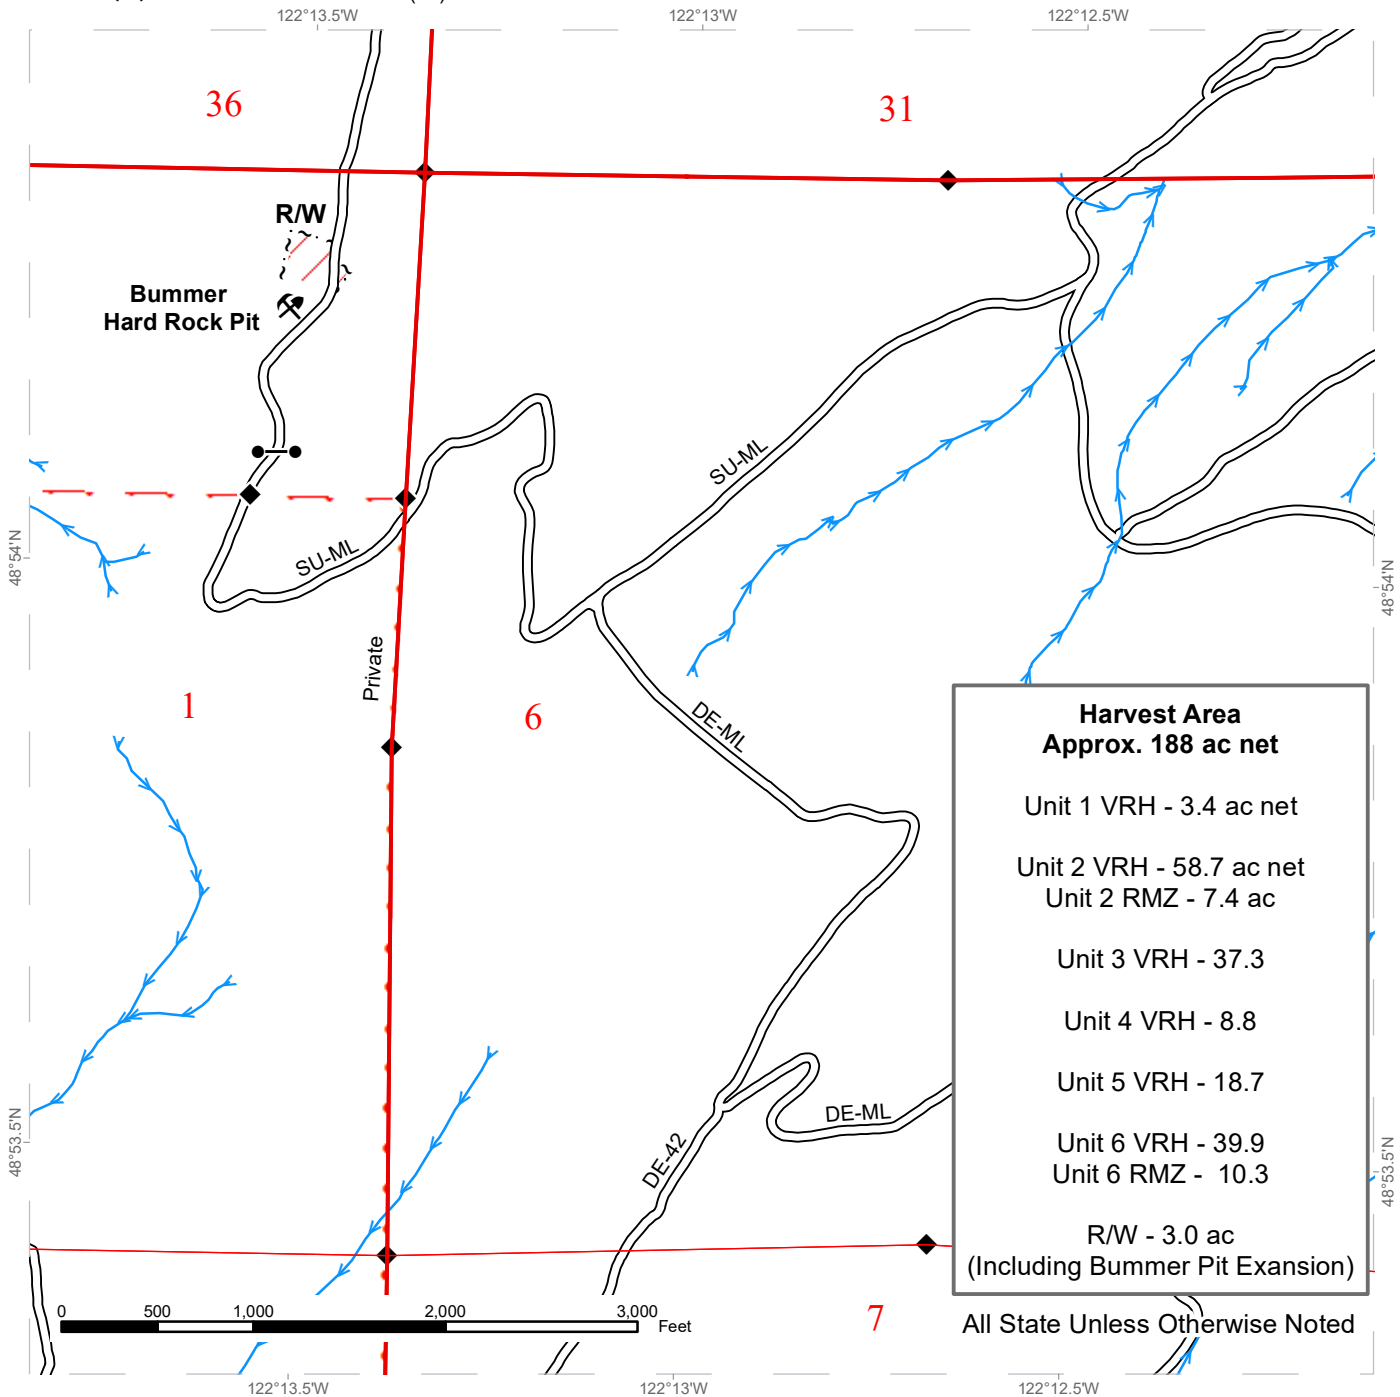 122°13.5'W
122°13'W
122°12.5'W
36
31
R/W
Bummer
Hard Rock Pit
SU-ML
SU-ML
48°54'N
48°54'N
Private
1
6
DE-ML
Harvest Area
Approx. 188 ac net
Unit 1 VRH - 3.4 ac net
Unit 2 VRH - 58.7 ac net
Unit 2 RMZ - 7.4 ac
Unit 3 VRH - 37.3
Unit 4 VRH - 8.8
Unit 5 VRH - 18.7
Unit 6 VRH - 39.9
Unit 6 RMZ - 10.3
R/W - 3.0 ac
(Including Bummer Pit Exansion)
DE-ML
DE-42
48°53.5'N
48°53.5'N
0 500 1,000 2,000 3,000
Feet
7
All State Unless Otherwise Noted
122°13.5'W
122°13'W
122°12.5'W